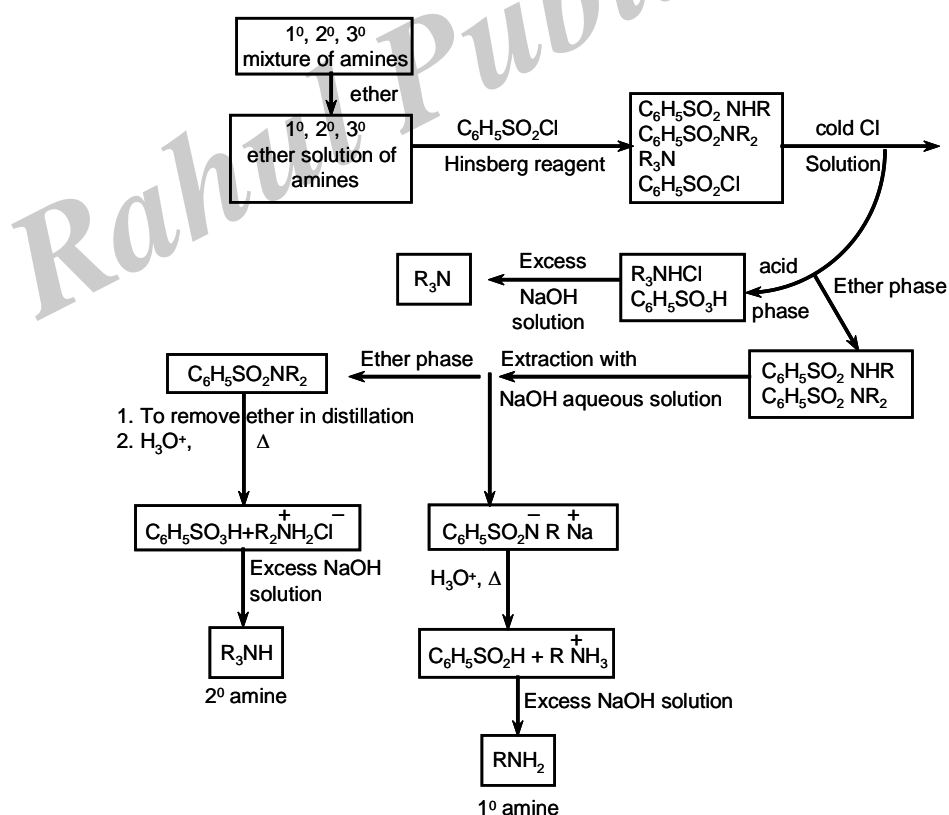 Rahul Publi
1⁰, 2⁰, 3⁰
mixture of amines
ether
1⁰, 2⁰, 3⁰
ether solution of
amines
C₆H₅SO₂Cl
Hinsberg reagent
C₆H₅SO₂ NHR
C₆H₅SO₂NR₂
R₃N
C₆H₅SO₂Cl
cold Cl
Solution
acid
phase
Ether phase
R₃NHCl
C₆H₅SO₃H
Excess
NaOH
solution
R₃N
C₆H₅SO₂ NHR
C₆H₅SO₂ NR₂
Extraction with
NaOH aqueous solution
Ether phase
C₆H₅SO₂NR₂
1. To remove ether in distillation
2. H₃O⁺, Δ
+ −
C₆H₅SO₃H+R₂NH₂Cl
Excess NaOH
solution
R₃NH
2⁰ amine
− +
C₆H₅SO₂N R Na
H₃O⁺, Δ
+
C₆H₅SO₂H + R NH₃
Excess NaOH solution
RNH₂
1⁰ amine